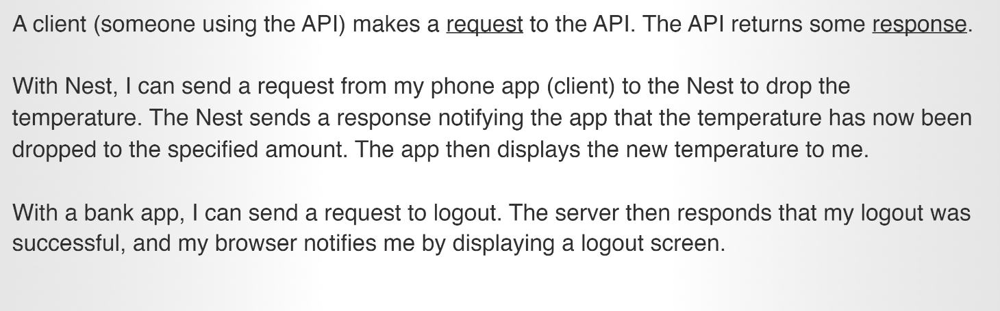 A client (someone using the API) makes a request to the API. The API returns some response.
With Nest, I can send a request from my phone app (client) to the Nest to drop the
temperature. The Nest sends a response notifying the app that the temperature has now been
dropped to the specified amount. The app then displays the new temperature to me.
With a bank app, I can send a request to logout. The server then responds that my logout was
successful, and my browser notifies me by displaying a logout screen.